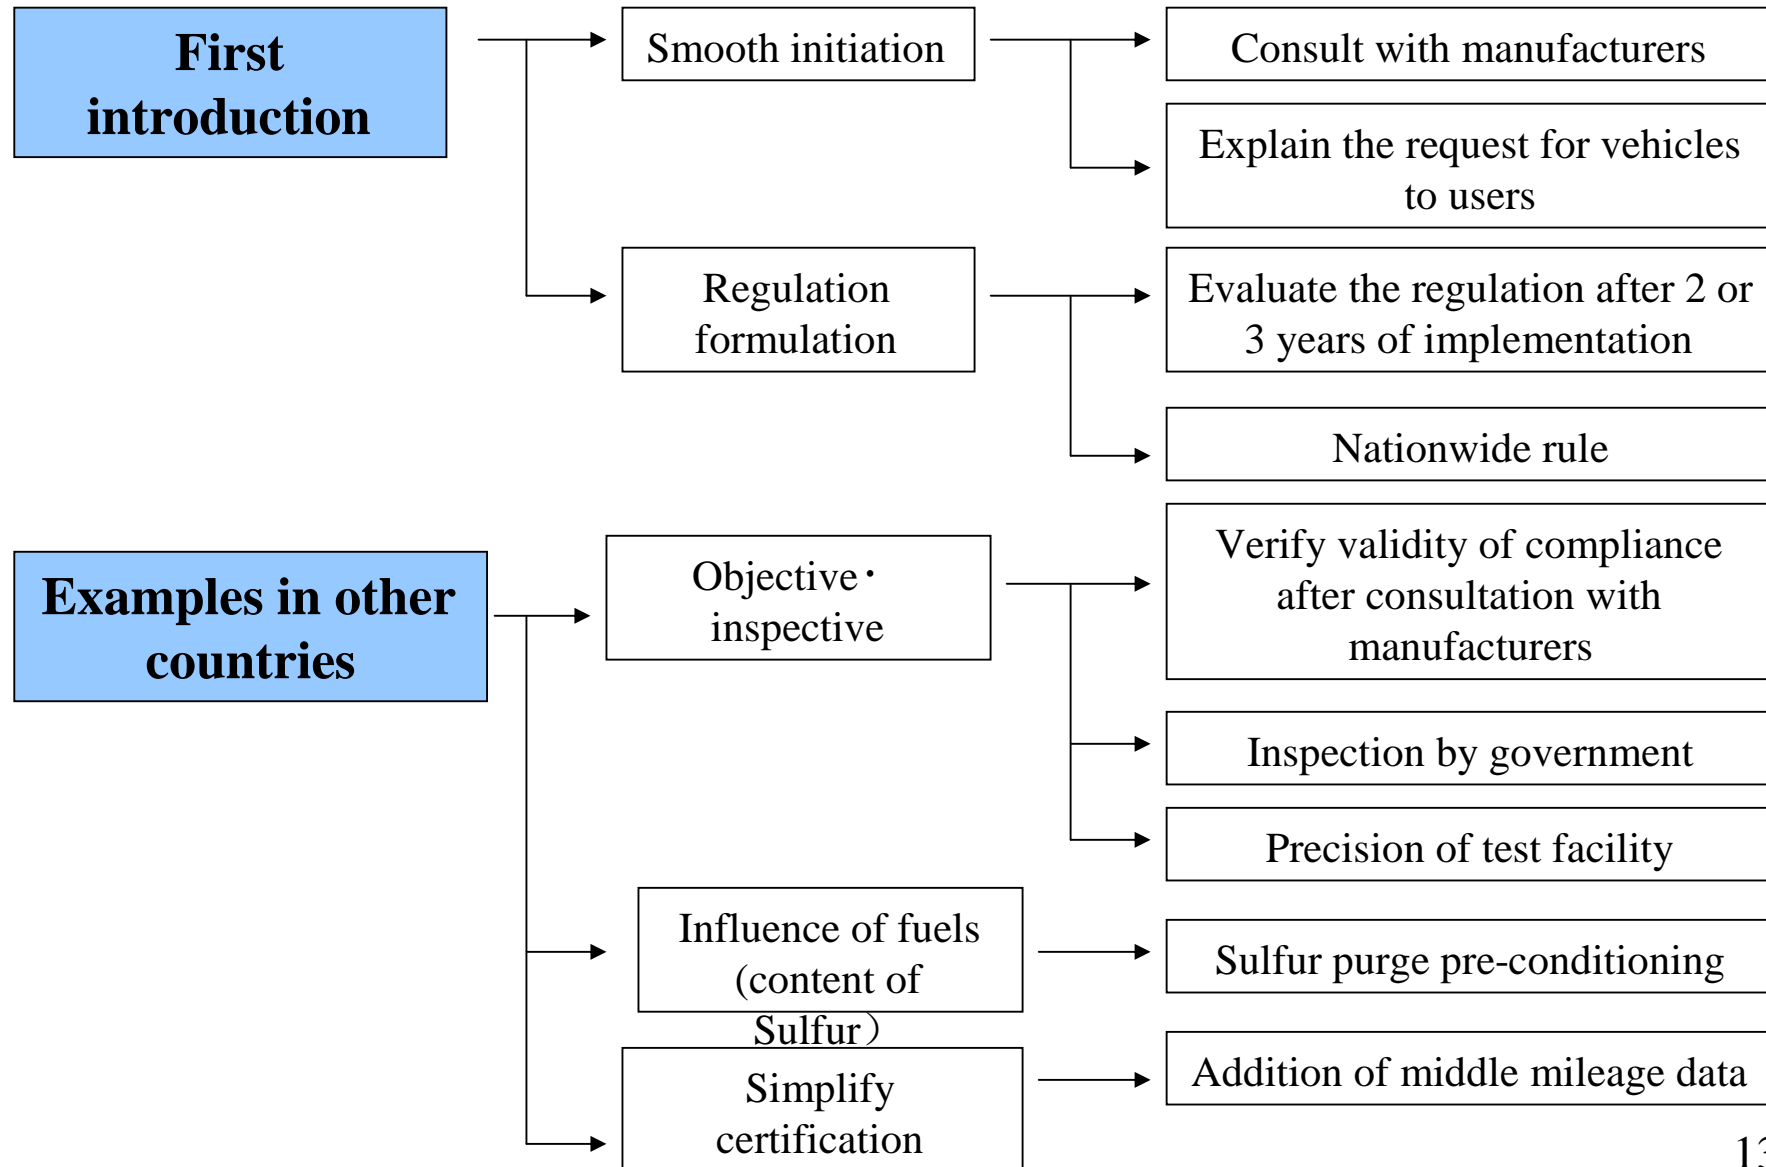 First
introduction
Smooth initiation
Consult with manufacturers
Explain the request for vehicles
to users
Regulation
formulation
Evaluate the regulation after 2 or
3 years of implementation
Nationwide rule
Examples in other
countries
Objective・
inspective
Verify validity of compliance
after consultation with
manufacturers
Inspection by government
Precision of test facility
Influence of fuels
(content of
Sulfur）
Sulfur purge pre-conditioning
Simplify
certification
Addition of middle mileage data
13